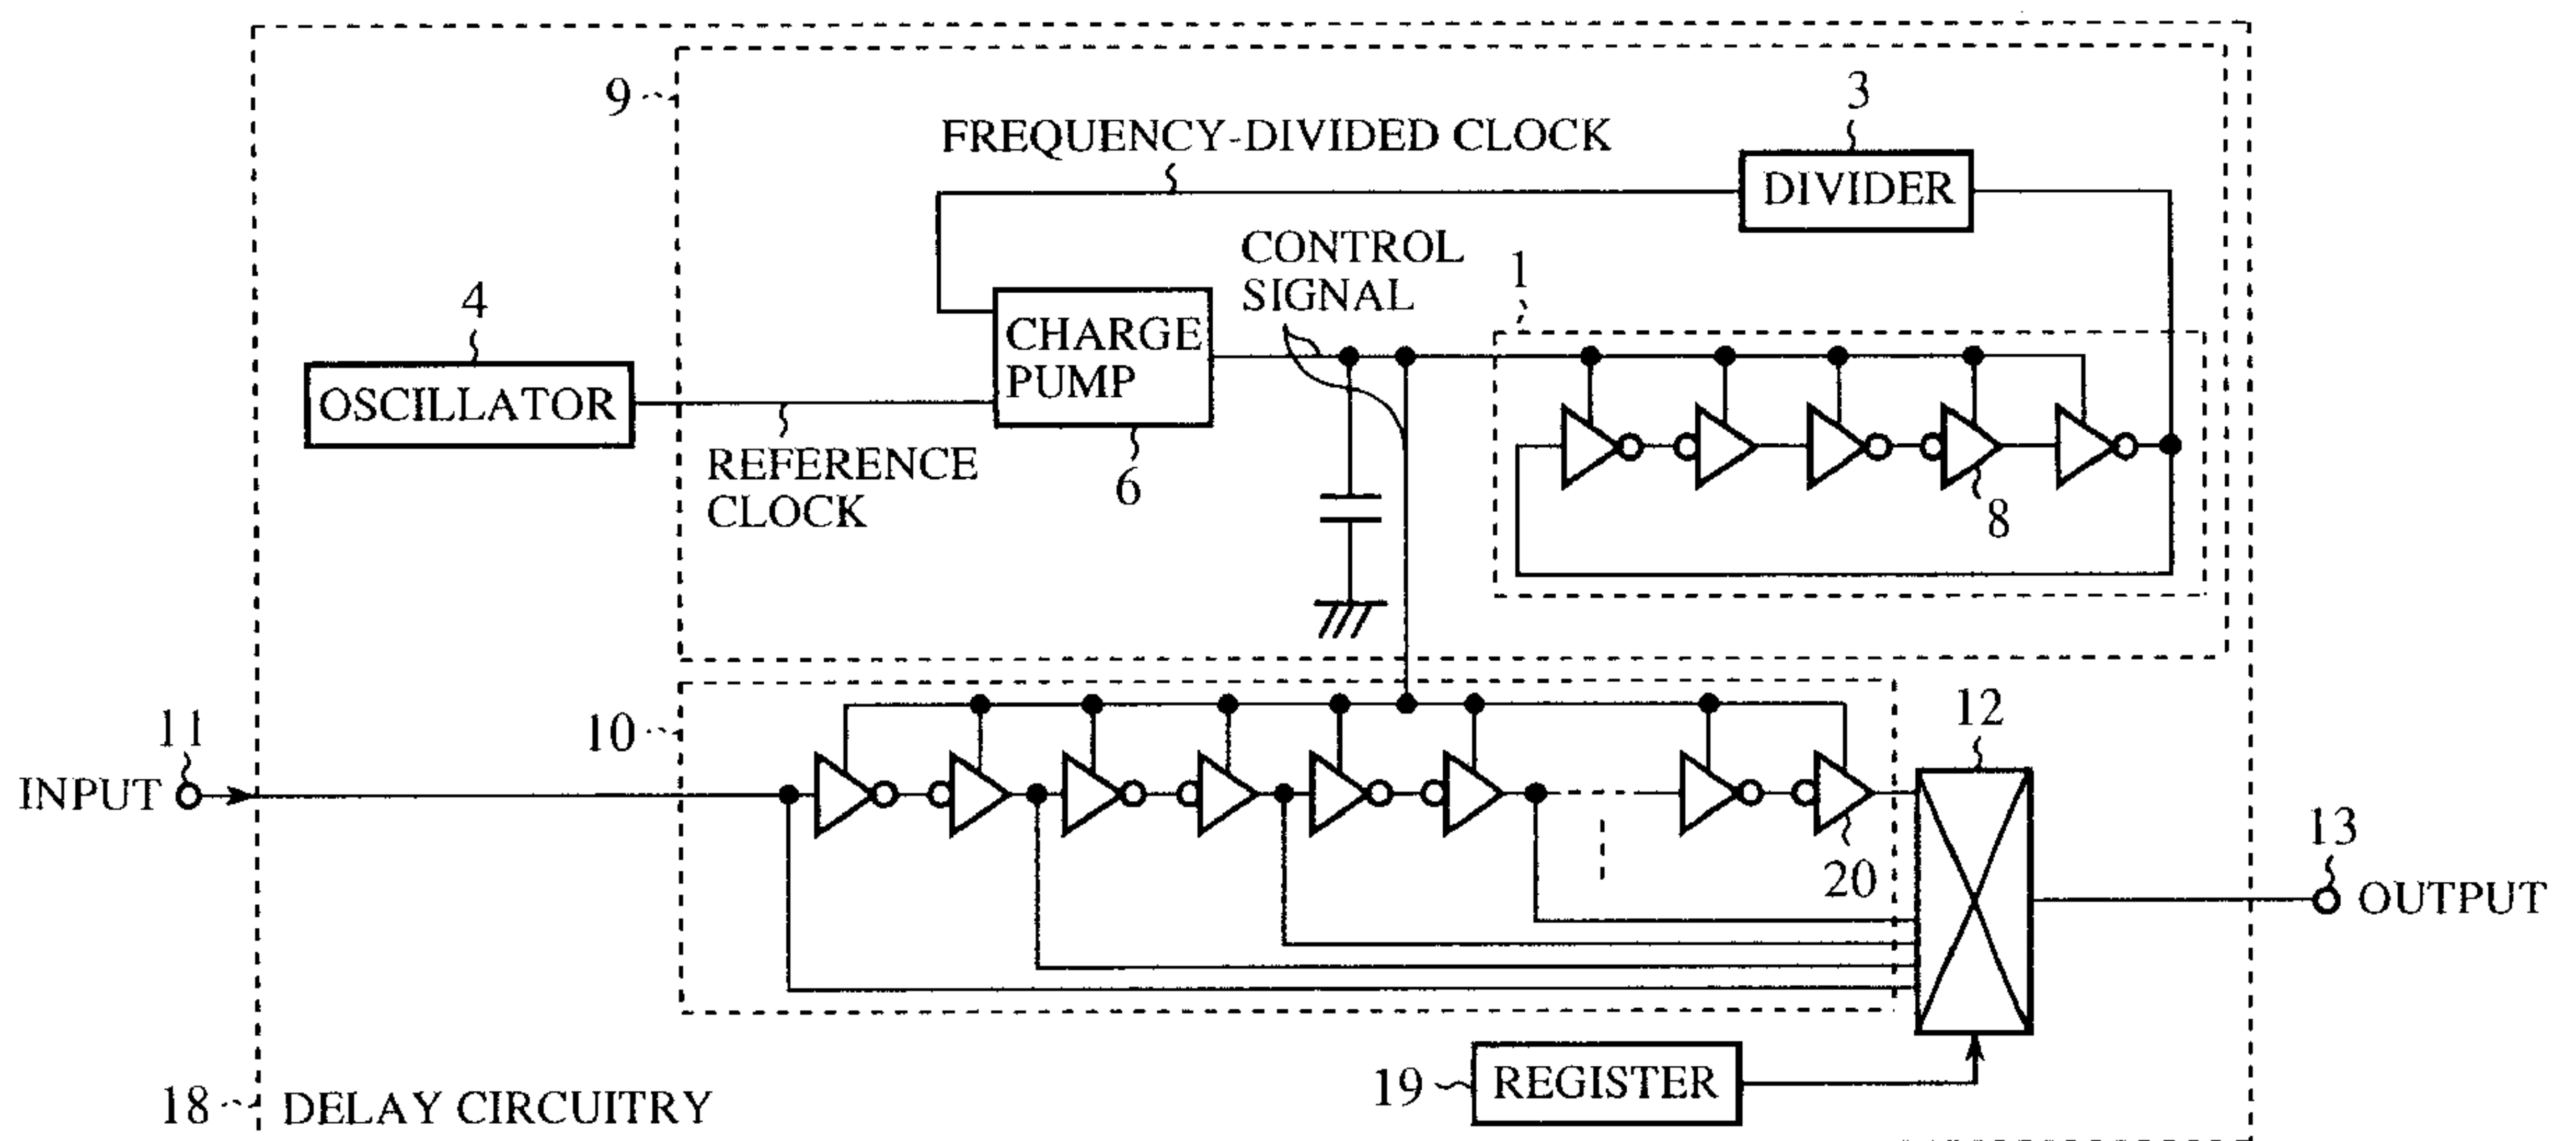 3
9
FREQUENCY-DIVIDED CLOCK
DIVIDER
CONTROL
SIGNAL
1
4
CHARGE
PUMP
OSCILLATOR
REFERENCE
CLOCK
6
8
10
11
12
INPUT
13
20
OUTPUT
19
REGISTER
18
DELAY CIRCUITRY